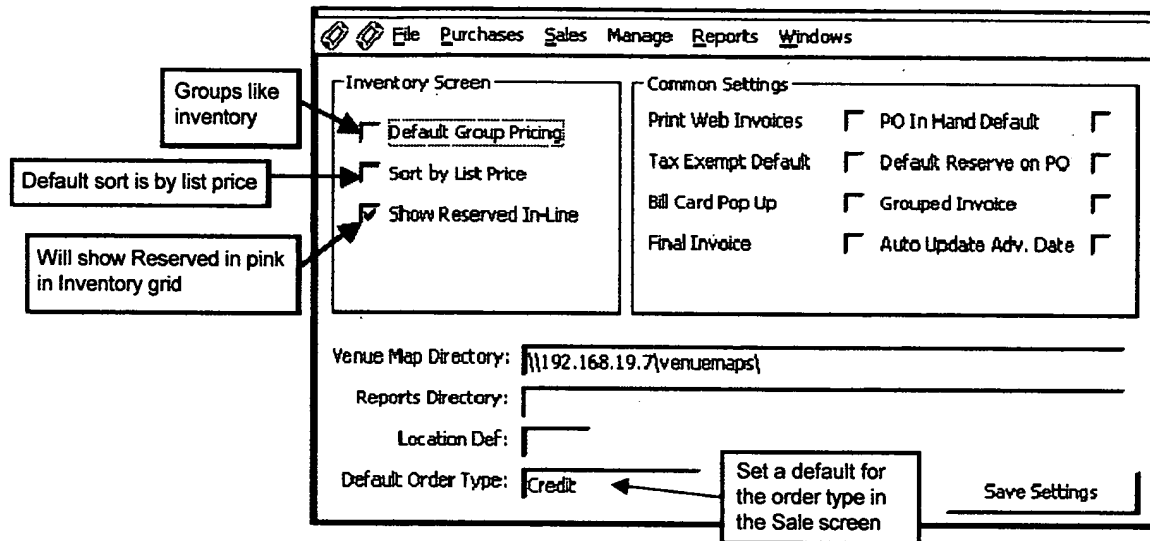 File Purchases Sales Manage Reports Windows
Groups like
inventory
Default sort is by list price
Will show Reserved in pink
in Inventory grid
Inventory Screen
Default Group Pricing
Sort by List Price
Show Reserved In-Line
Common Settings
Print Web Invoices PO In Hand Default
Tax Exempt Default Default Reserve on PO
Bill Card Pop Up Grouped Invoice
Final Invoice Auto Update Adv. Date
Venue Map Directory: \\192.168.19.7\venuemaps\
Reports Directory:
Location Def:
Default Order Type: Credit
Set a default for
the order type in
the Sale screen
Save Settings